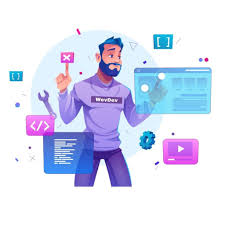 [ ]
×
[ ]
WevDev
</>